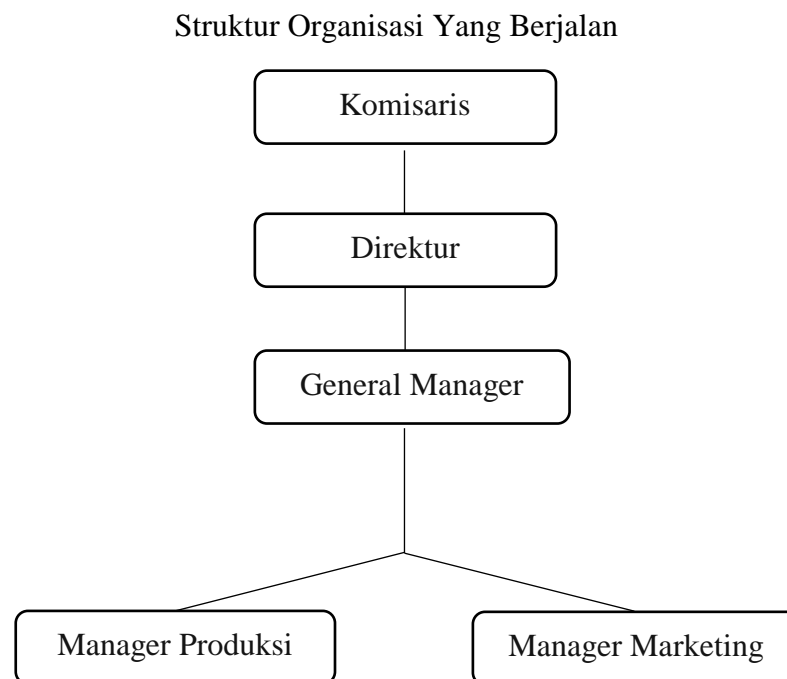 Struktur Organisasi Yang Berjalan
Komisaris
Direktur
General Manager
Manager Produksi
Manager Marketing